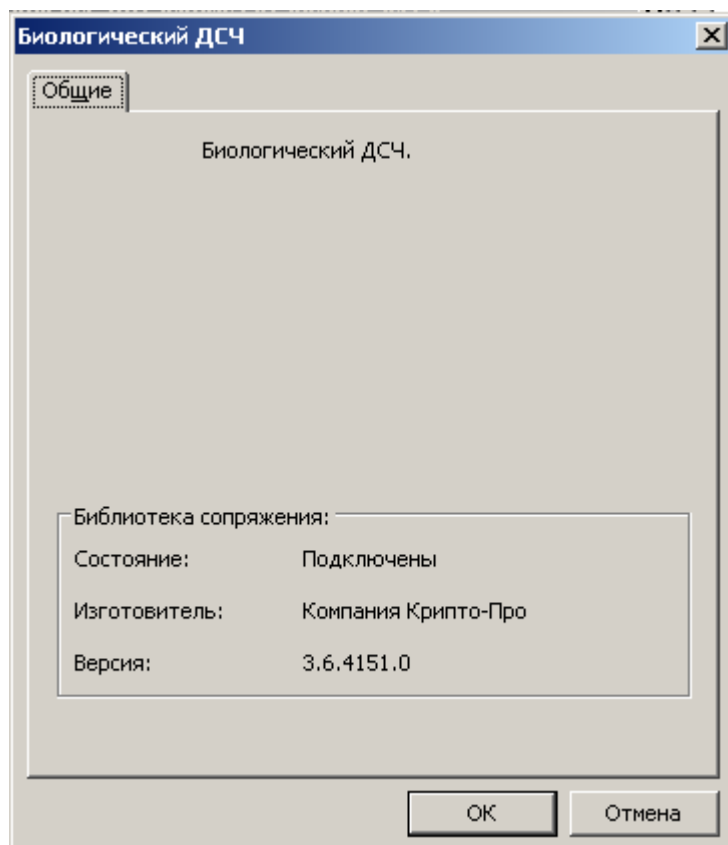 Биологический ДСЧ
Общие
Биологический ДСЧ.
Библиотека сопряжения:
Состояние: Подключены
Изготовитель: Компания Крипто-Про
Версия: 3.6.4151.0
OK Отмена